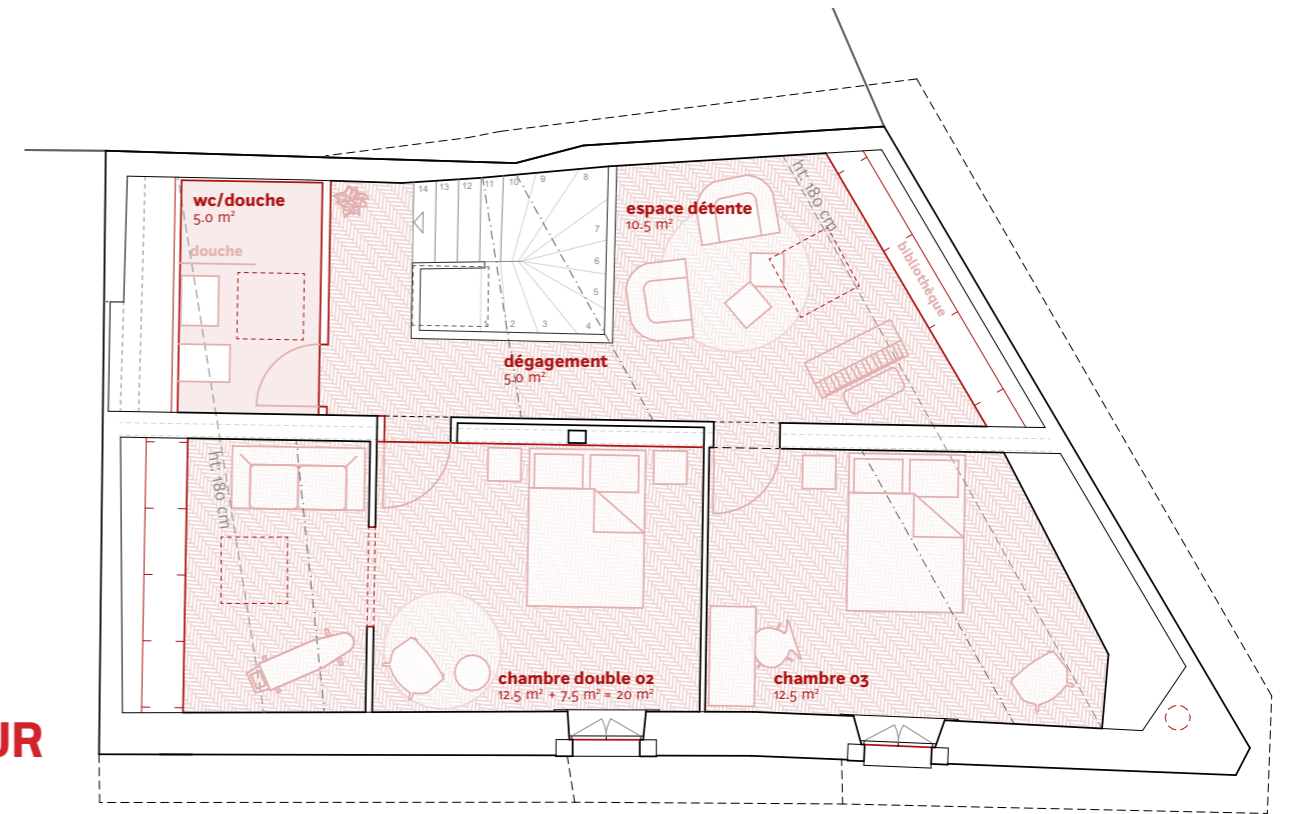 wc/douche
5.0 m²
douche
14
13
12
11
10
9
8
7
6
5
4
3
2
1
espace détente
10.5 m²
ht: 180 cm
bibliothèque
dégagement
5.0 m²
ht: 180 cm
chambre double 02
12.5 m² + 7.5 m² = 20 m²
chambre 03
12.5 m²
UR